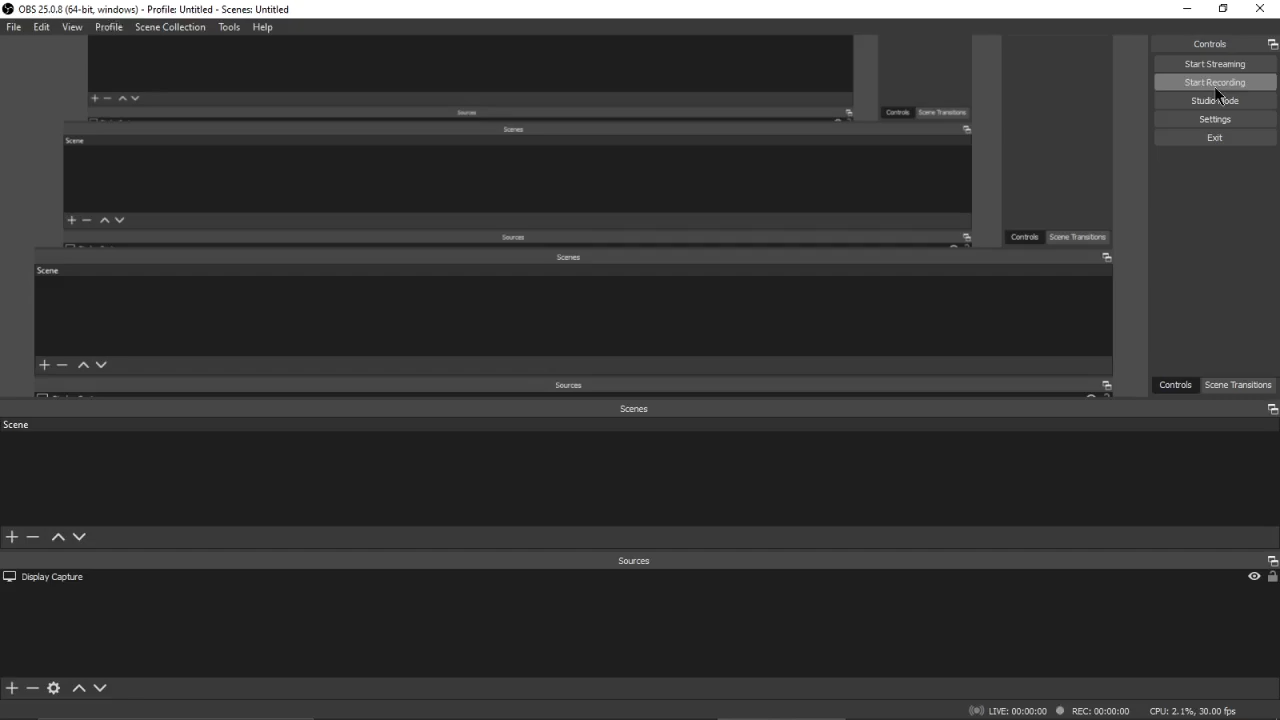 OBS 25.0.8 (64-bit, windows) - Profile: Untitled - Scenes: Untitled
File Edit View Profile Scene Collection Tools Help
Controls
Start Streaming
Start Recording
Studio Mode
Settings
Exit
Sources
Controls Scene Transitions
Scenes
Scene
Sources
Controls Scene Transitions
Scenes
Scene
Sources
Controls Scene Transitions
Scenes
Scene
Sources
Display Capture
LIVE: 00:00:00 REC: 00:00:00 CPU: 2.1%, 30.00 fps